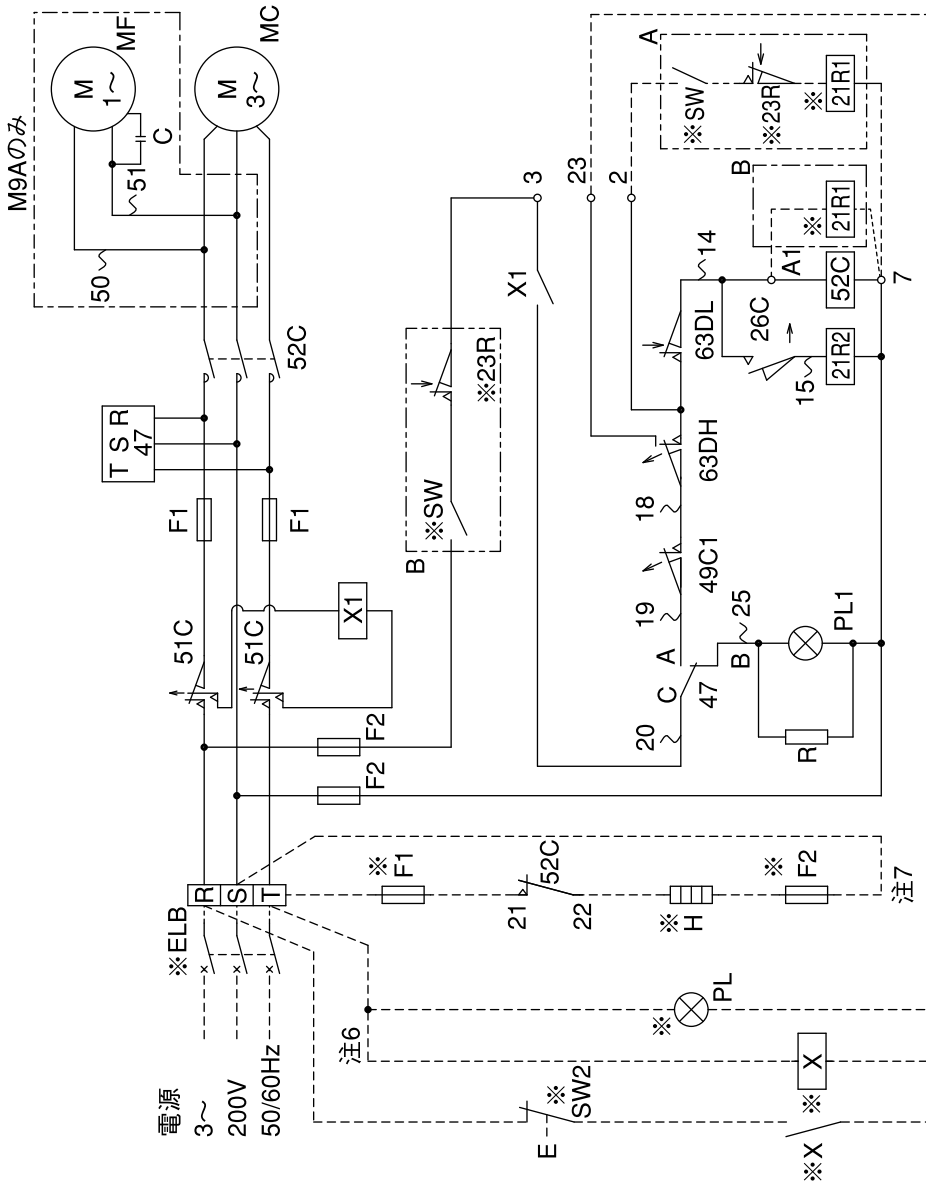 M9Aのみ
MF
MC
M
1~
M
3~
C
51
50
52C
T S R
47
F1
F1
X1
51C
51C
F2
F2
R
S
T
※ELB
電源
3~
200V
50/60Hz
注6
※23R
※SW
B
3
23
2
X1
A
※SW
※23R
※
21R1
B
※
21R1
A1
14
52C
7
63DL
26C
15
21R2
63DH
18
49C1
19
A
C
B
47
25
PL1
20
R
※F1
21
52C
22
※H
※F2
注7
※
PL
E
※
SW2
X
※
※X